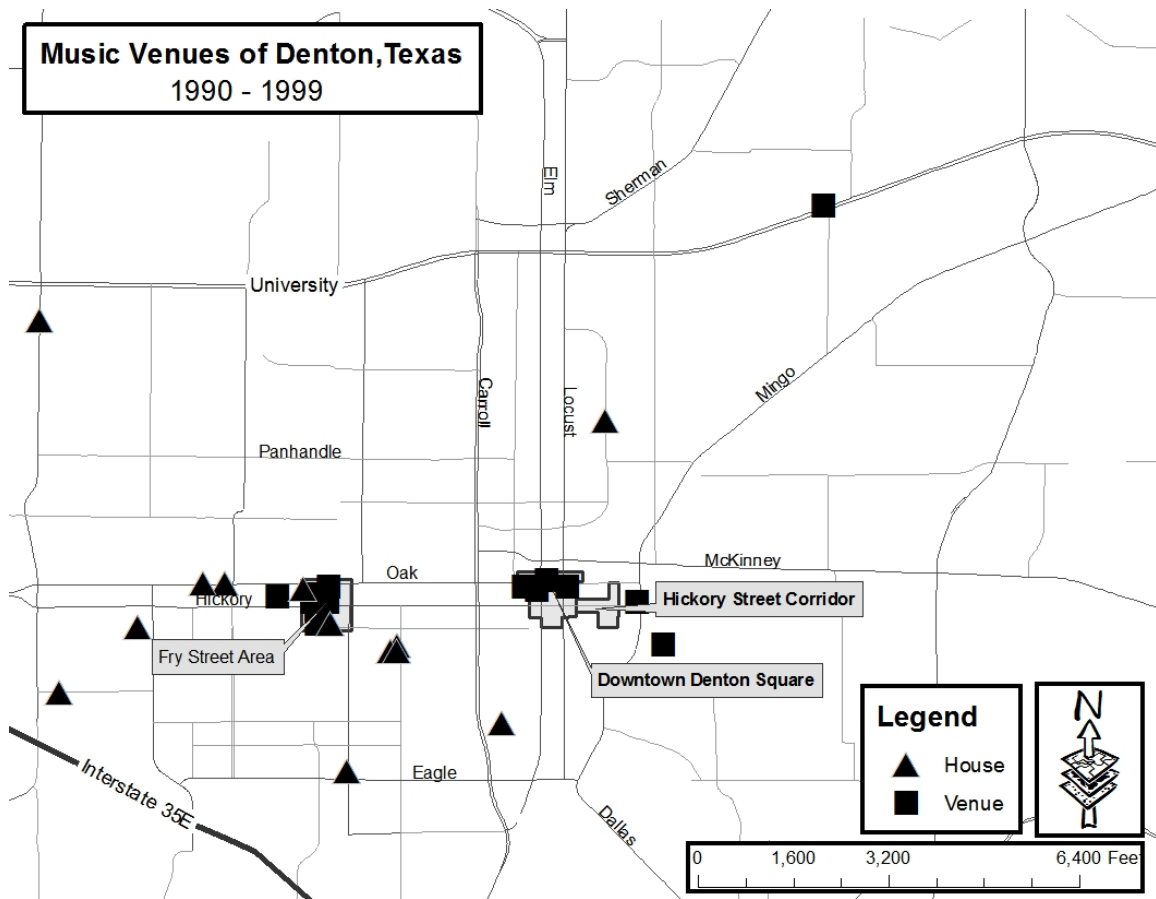 Music Venues of Denton,Texas
1990 - 1999
Elm
Sherman
University
Carroll
Locust
Mingo
Panhandle
Oak
McKinney
Hickory
Hickory Street Corridor
Fry Street Area
Downtown Denton Square
Eagle
Interstate 35E
Dallas
Legend
House
Venue
N
0 1,600 3,200 6,400 Feet